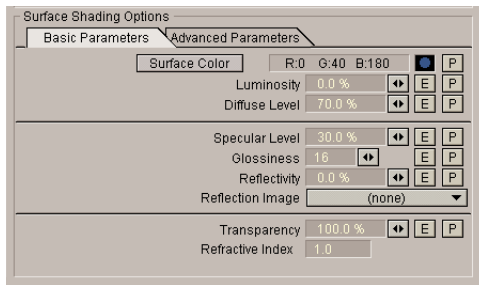 Surface Shading Options
Basic Parameters Advanced Parameters
Surface Color R:0 G:40 B:180 P
Luminosity 0.0 % E P
Diffuse Level 70.0 % E P
Specular Level 30.0 % E P
Glossiness 16 E P
Reflectivity 0.0 % E P
Reflection Image (none)
Transparency 100.0 % E P
Refractive Index 1.0